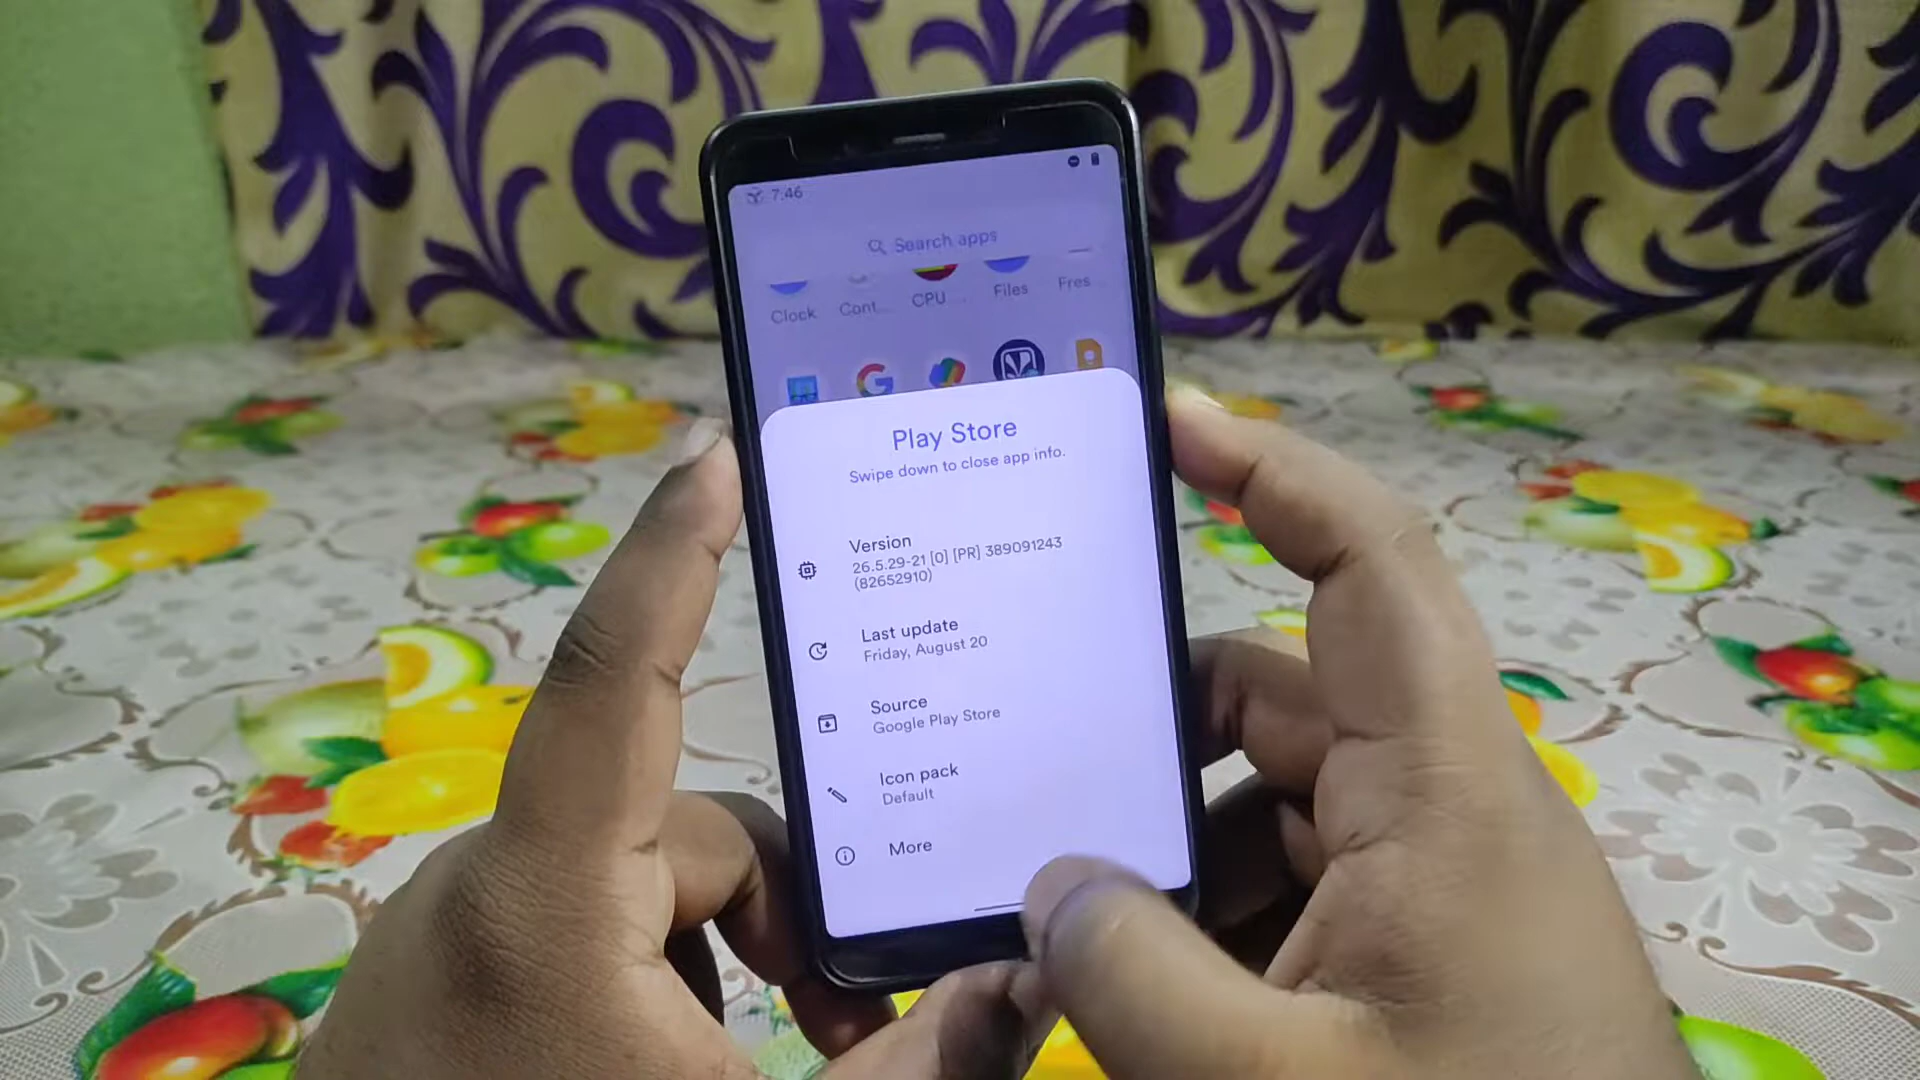 7:46
Search apps
Clock Cont... CPU... Files Fres...
Play Store
Swipe down to close app info.
Version
26.5.29-21 [0] [PR] 389091243
(82652910)
Last update
Friday, August 20
Source
Google Play Store
Icon pack
Default
More